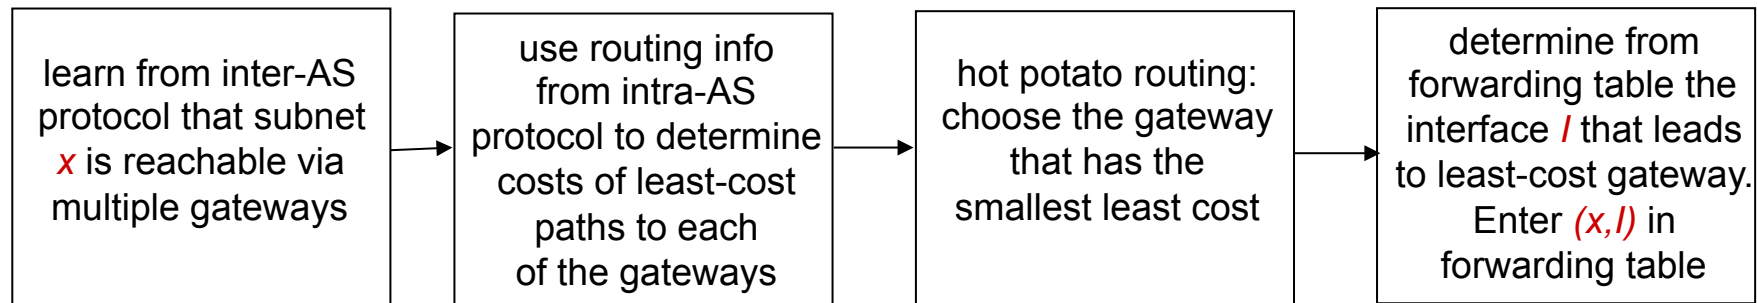 learn from inter-AS
protocol that subnet
x is reachable via
multiple gateways
use routing info
from intra-AS
protocol to determine
costs of least-cost
paths to each
of the gateways
hot potato routing:
choose the gateway
that has the
smallest least cost
determine from
forwarding table the
interface I that leads
to least-cost gateway.
Enter (x,I) in
forwarding table